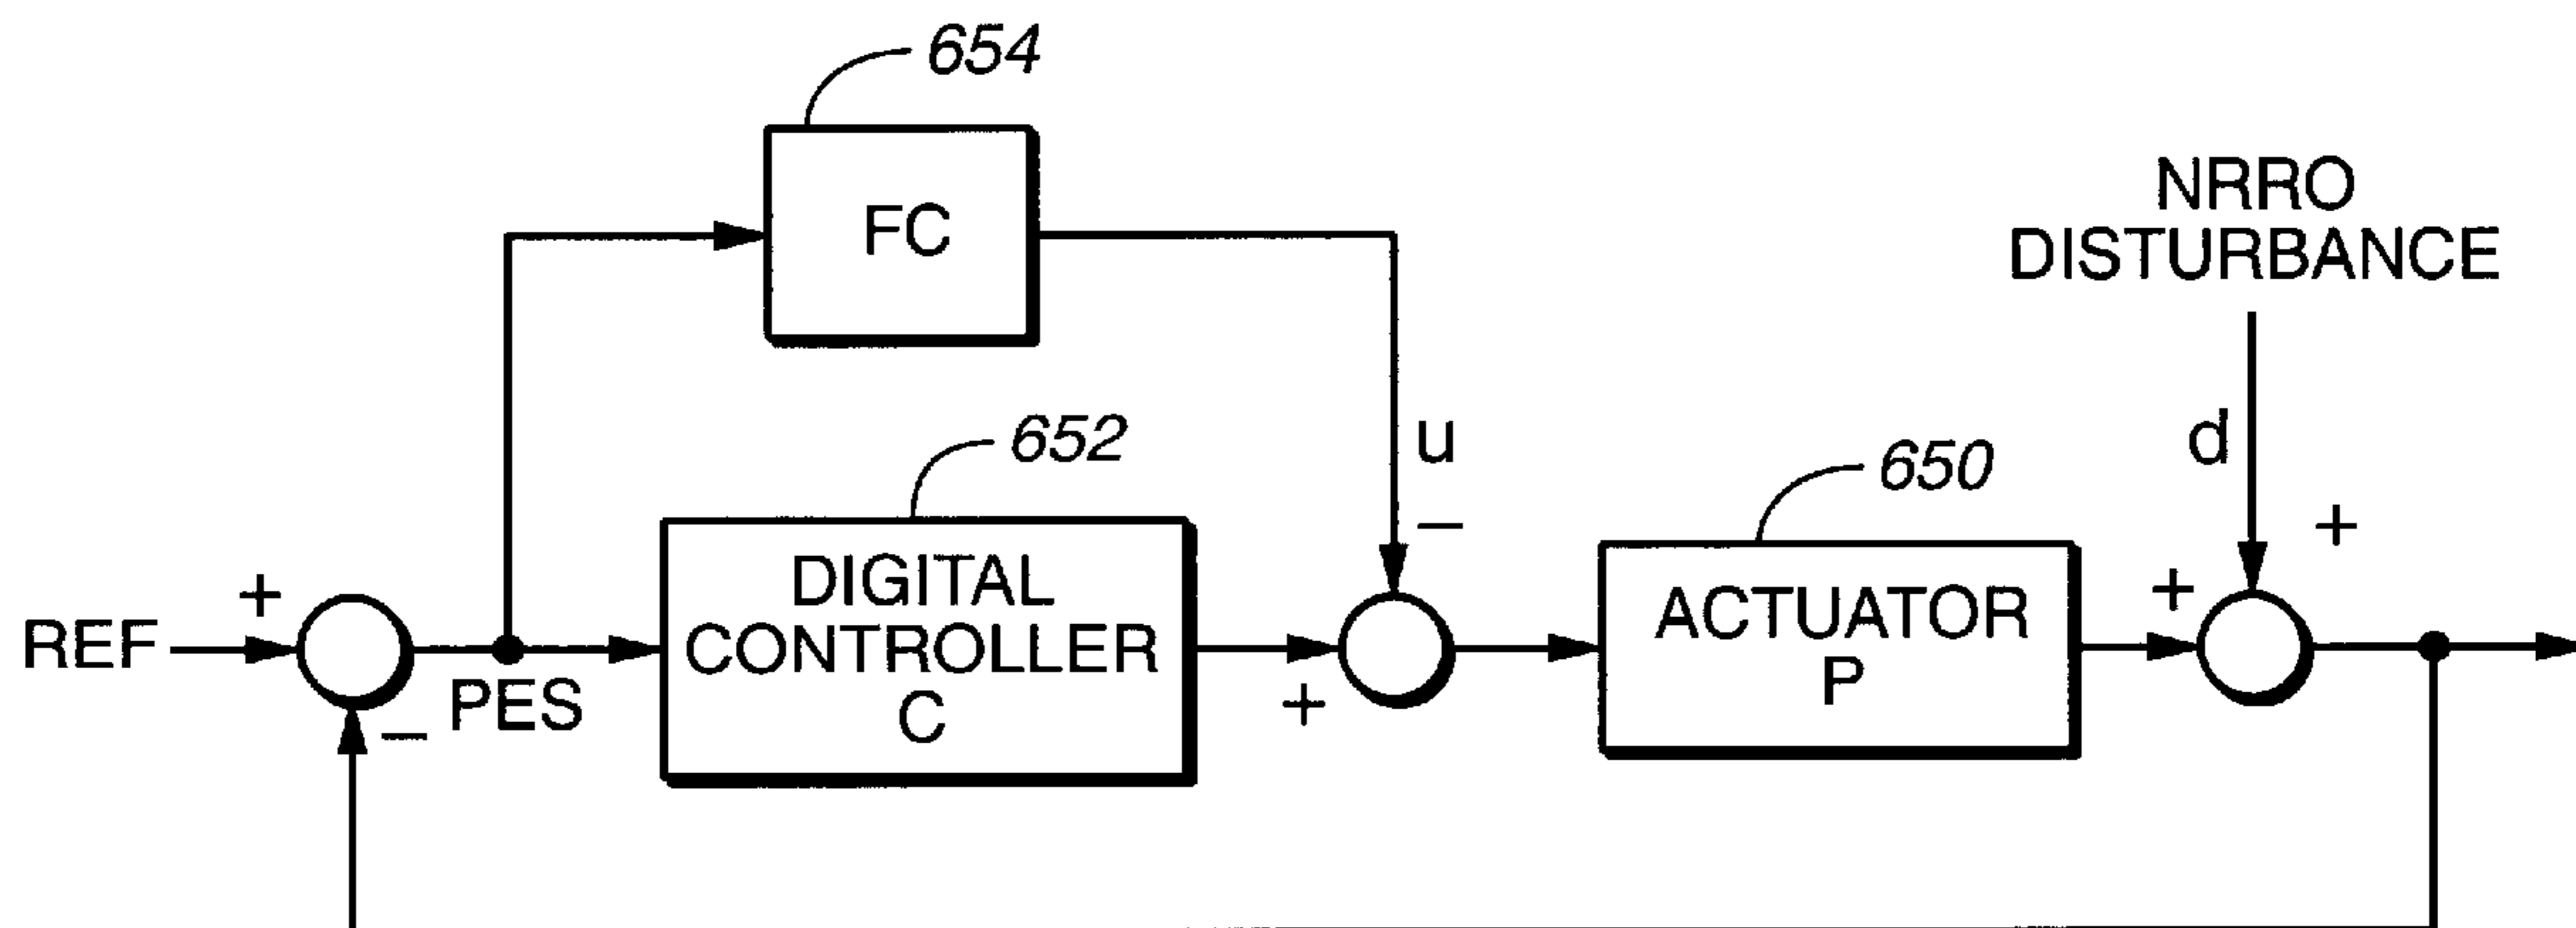 654
FC
NRRO
DISTURBANCE
u
−
d
+
652
650
REF
+
−
PES
DIGITAL
CONTROLLER
C
+
ACTUATOR
P
+